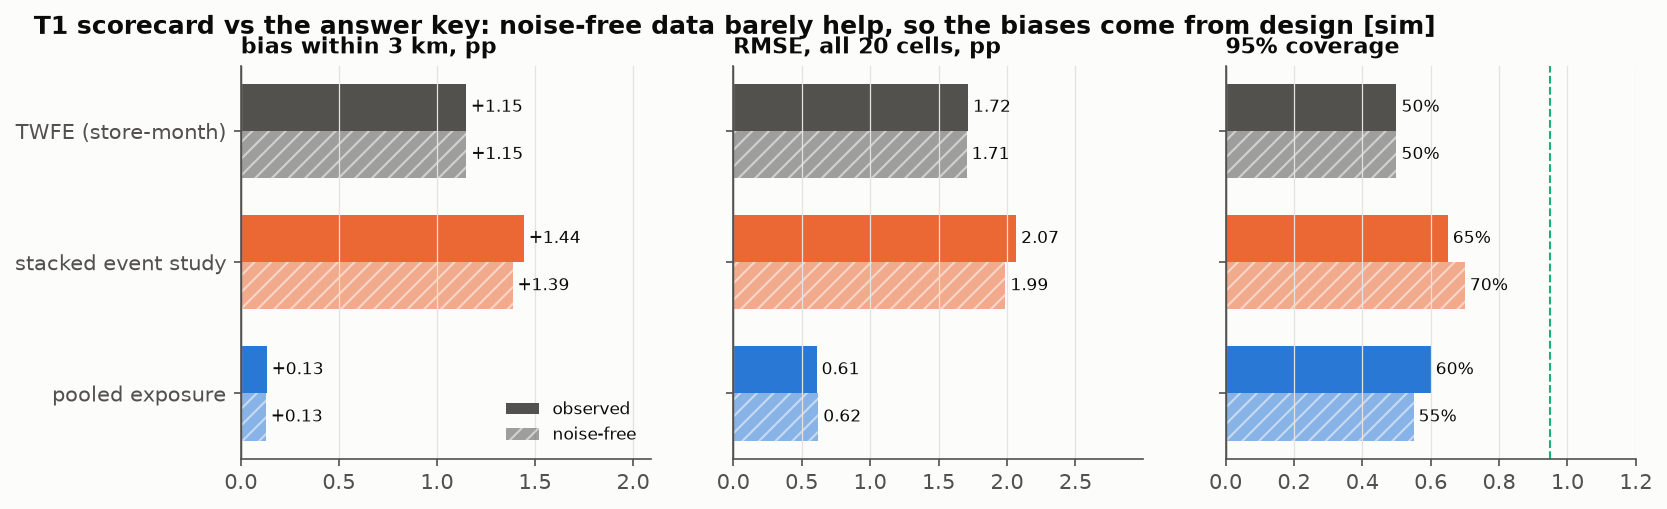 T1 scorecard vs the answer key: noise-free data barely help, so the biases come from design [sim]
bias within 3 km, pp
RMSE, all 20 cells, pp
95% coverage
TWFE (store-month)
stacked event study
pooled exposure
+1.15
+1.15
+1.44
+1.39
+0.13
+0.13
observed
noise-free
0.0 0.5 1.0 1.5 2.0
1.72
1.71
2.07
1.99
0.61
0.62
0.0 0.5 1.0 1.5 2.0 2.5
50%
50%
65%
70%
60%
55%
0.0 0.2 0.4 0.6 0.8 1.0 1.2